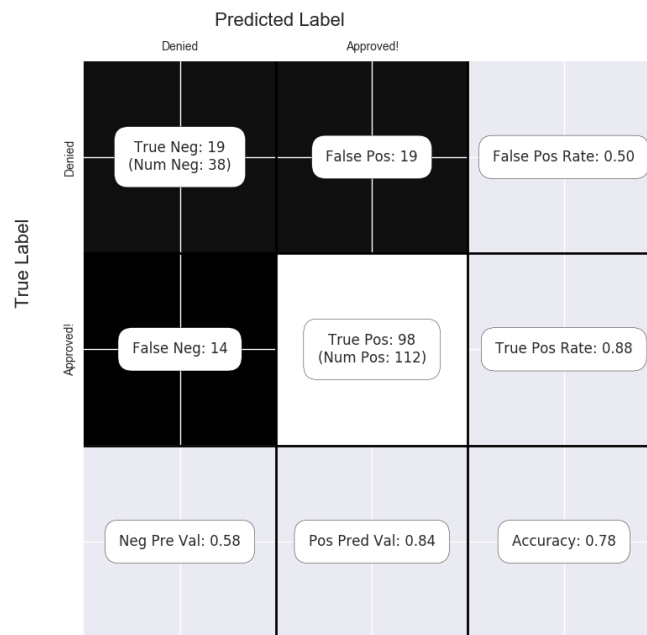 Predicted Label
Denied
Approved!
True Label
Denied
True Neg: 19
(Num Neg: 38)
False Pos: 19
False Pos Rate: 0.50
Approved!
False Neg: 14
True Pos: 98
(Num Pos: 112)
True Pos Rate: 0.88
Neg Pre Val: 0.58
Pos Pred Val: 0.84
Accuracy: 0.78